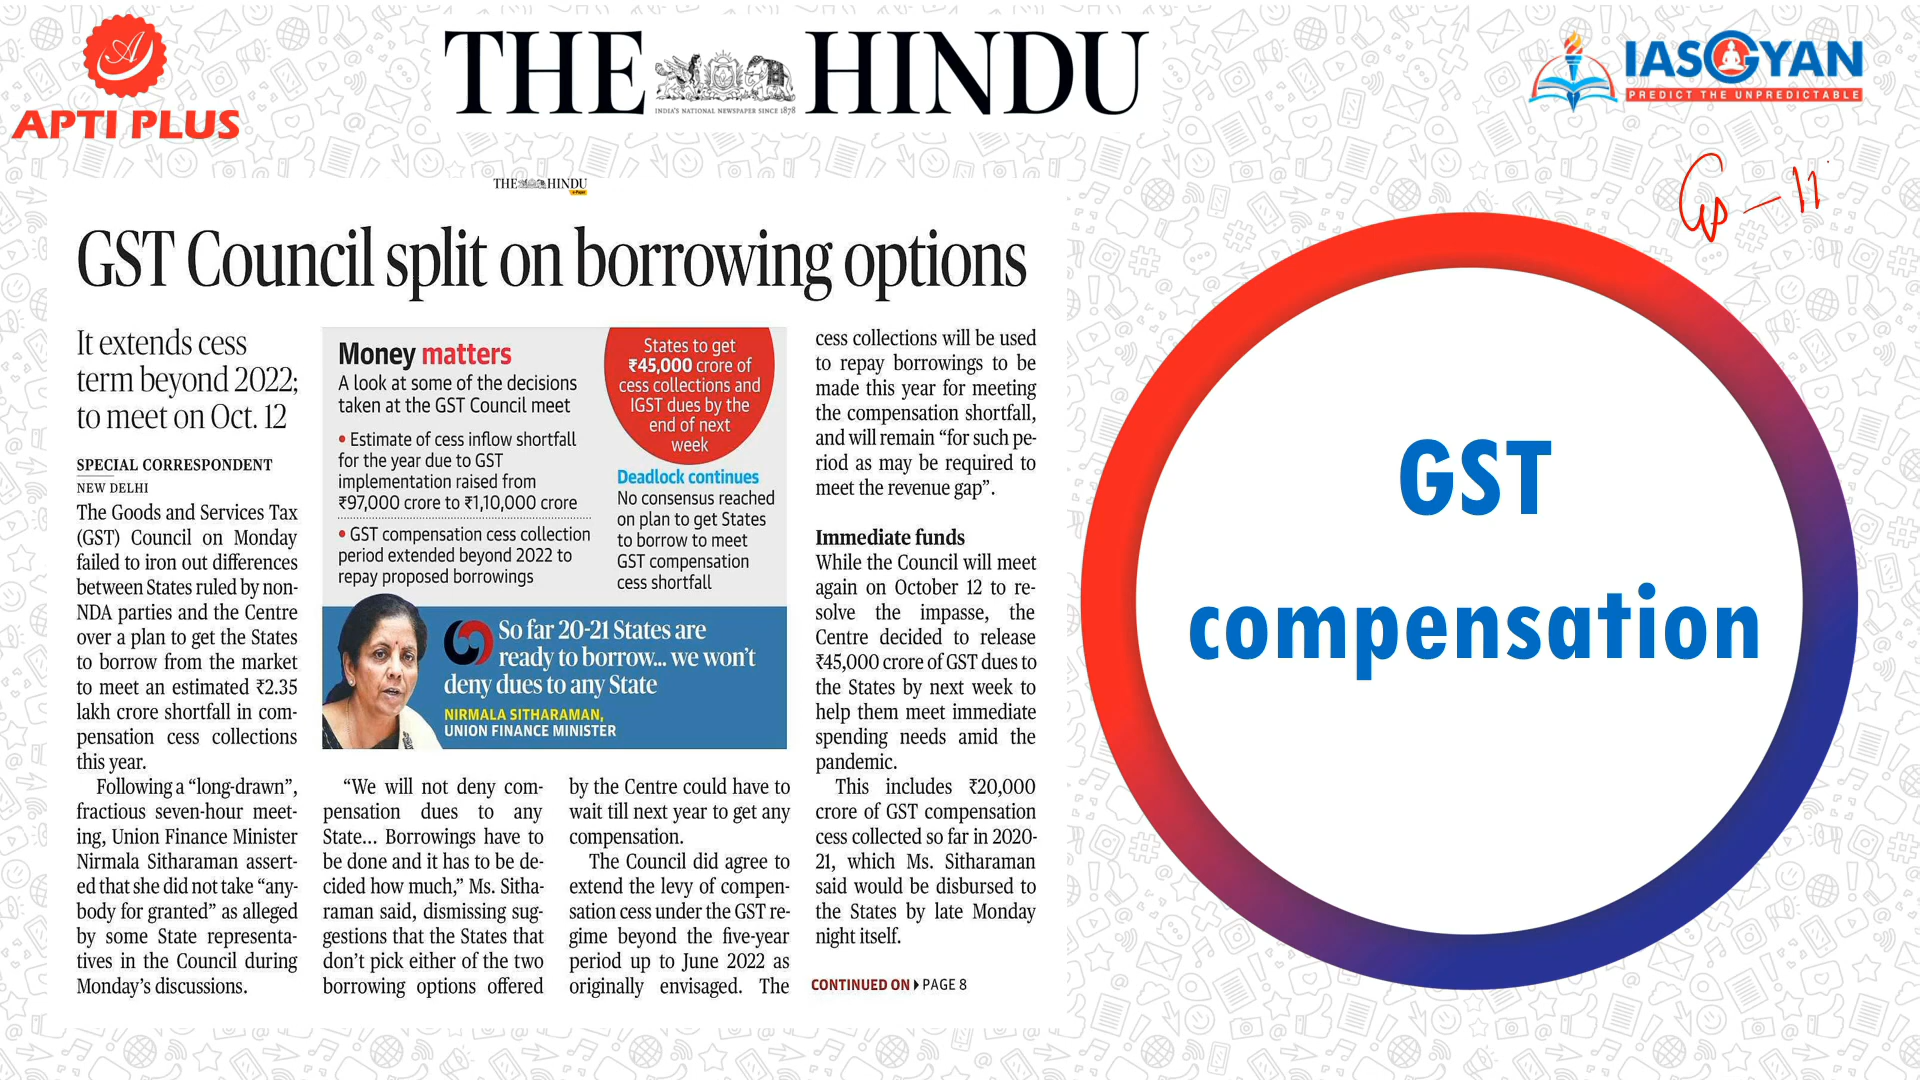 APTI PLUS
THE HINDU
INDIA'S NATIONAL NEWSPAPER SINCE 1878
IASGYAN
PREDICT THE UNPREDICTABLE
THE HINDU
GST Council split on borrowing options
It extends cess
term beyond 2022;
to meet on Oct. 12
SPECIAL CORRESPONDENT
NEW DELHI
The Goods and Services Tax
(GST) Council on Monday
failed to iron out differences
between States ruled by non-
NDA parties and the Centre
over a plan to get the States
to borrow from the market
to meet an estimated ₹2.35
lakh crore shortfall in com-
pensation cess collections
this year.
Following a “long-drawn”,
fractious seven-hour meet-
ing, Union Finance Minister
Nirmala Sitharaman assert-
ed that she did not take “any-
body for granted” as alleged
by some State representa-
tives in the Council during
Monday’s discussions.
Money matters
A look at some of the decisions
taken at the GST Council meet
• Estimate of cess inflow shortfall
for the year due to GST
implementation raised from
₹97,000 crore to ₹1,10,000 crore
• GST compensation cess collection
period extended beyond 2022 to
repay proposed borrowings
States to get
₹45,000 crore of
cess collections and
IGST dues by the
end of next
week
Deadlock continues
No consensus reached
on plan to get States
to borrow to meet
GST compensation
cess shortfall
So far 20-21 States are
ready to borrow... we won’t
deny dues to any State
NIRMALA SITHARAMAN,
UNION FINANCE MINISTER
“We will not deny com-
pensation dues to any
State... Borrowings have to
be done and it has to be de-
cided how much,” Ms. Sitha-
raman said, dismissing sug-
gestions that the States that
don’t pick either of the two
borrowing options offered
by the Centre could have to
wait till next year to get any
compensation.
The Council did agree to
extend the levy of compen-
sation cess under the GST re-
gime beyond the five-year
period up to June 2022 as
originally envisaged. The
cess collections will be used
to repay borrowings to be
made this year for meeting
the compensation shortfall,
and will remain “for such pe-
riod as may be required to
meet the revenue gap”.
Immediate funds
While the Council will meet
again on October 12 to re-
solve the impasse, the
Centre decided to release
₹45,000 crore of GST dues to
the States by next week to
help them meet immediate
spending needs amid the
pandemic.
This includes ₹20,000
crore of GST compensation
cess collected so far in 2020-
21, which Ms. Sitharaman
said would be disbursed to
the States by late Monday
night itself.
CONTINUED ON PAGE 8
GST
compensation